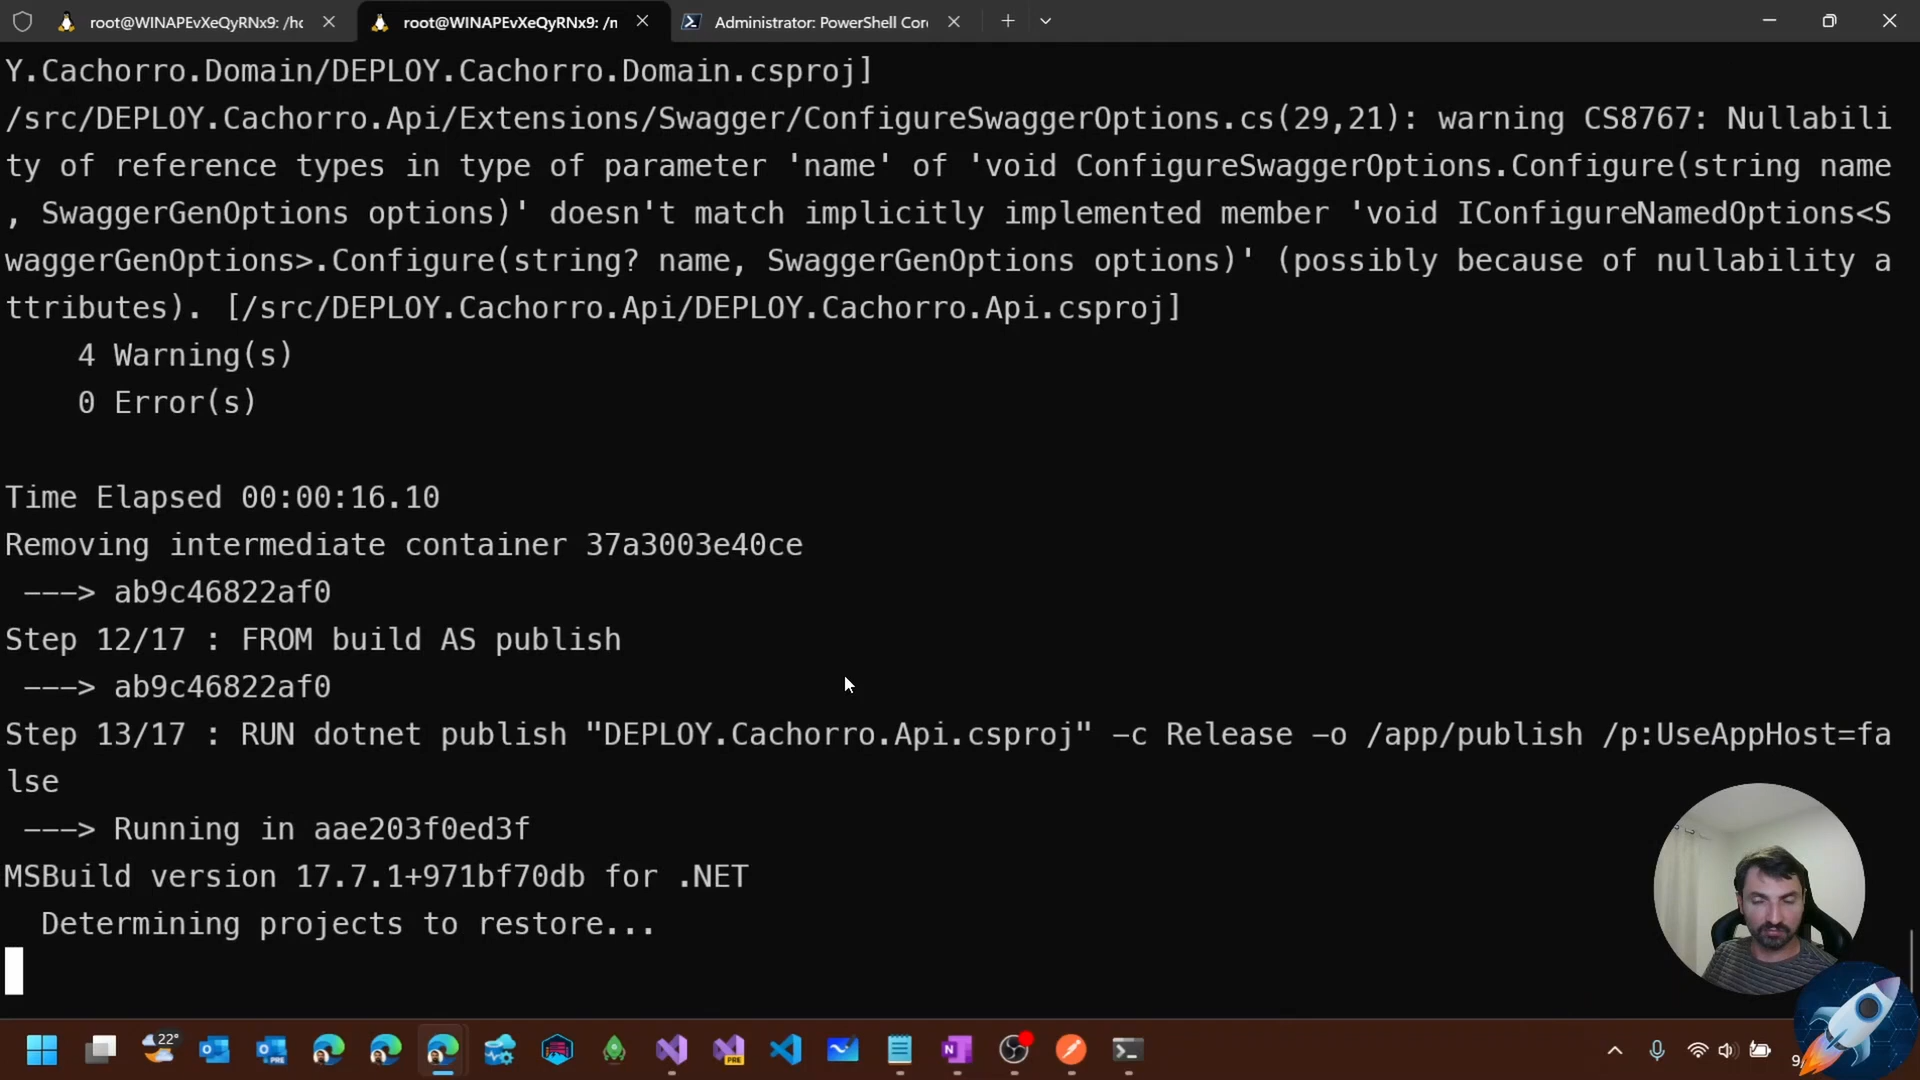 root@WINAPEvXeQyRNx9: /hc
root@WINAPEvXeQyRNx9: /n
Administrator: PowerShell Core
Y.Cachorro.Domain/DEPLOY.Cachorro.Domain.csproj]
/src/DEPLOY.Cachorro.Api/Extensions/Swagger/ConfigureSwaggerOptions.cs(29,21): warning CS8767: Nullabili
ty of reference types in type of parameter 'name' of 'void ConfigureSwaggerOptions.Configure(string name
, SwaggerGenOptions options)' doesn't match implicitly implemented member 'void IConfigureNamedOptions<S
waggerGenOptions>.Configure(string? name, SwaggerGenOptions options)' (possibly because of nullability a
ttributes). [/src/DEPLOY.Cachorro.Api/DEPLOY.Cachorro.Api.csproj]
4 Warning(s)
0 Error(s)
Time Elapsed 00:00:16.10
Removing intermediate container 37a3003e40ce
---> ab9c46822af0
Step 12/17 : FROM build AS publish
---> ab9c46822af0
Step 13/17 : RUN dotnet publish "DEPLOY.Cachorro.Api.csproj" -c Release -o /app/publish /p:UseAppHost=fa
lse
---> Running in aae203f0ed3f
MSBuild version 17.7.1+971bf70db for .NET
Determining projects to restore...
22°
PRE
PRE